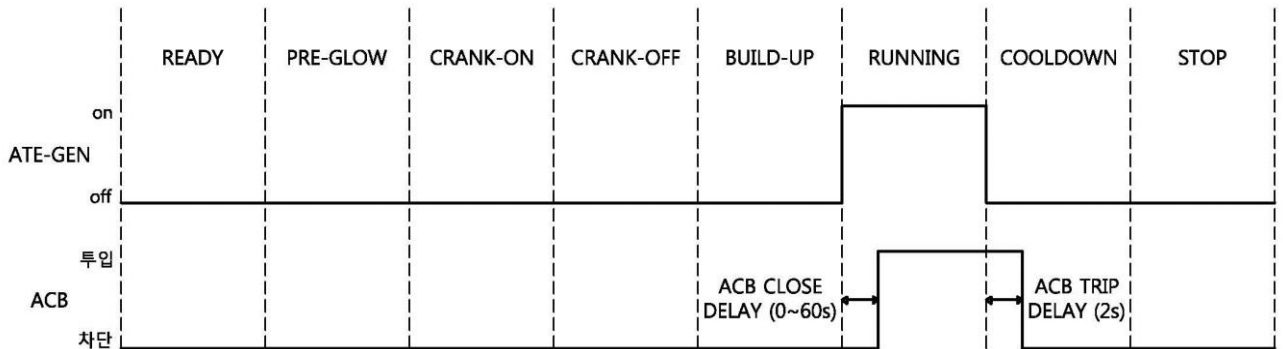 READY PRE-GLOW CRANK-ON CRANK-OFF BUILD-UP RUNNING COOLDOWN STOP
on
ATE-GEN
off
투입
ACB
차단
ACB CLOSE
DELAY (0~60s)
ACB TRIP
DELAY (2s)